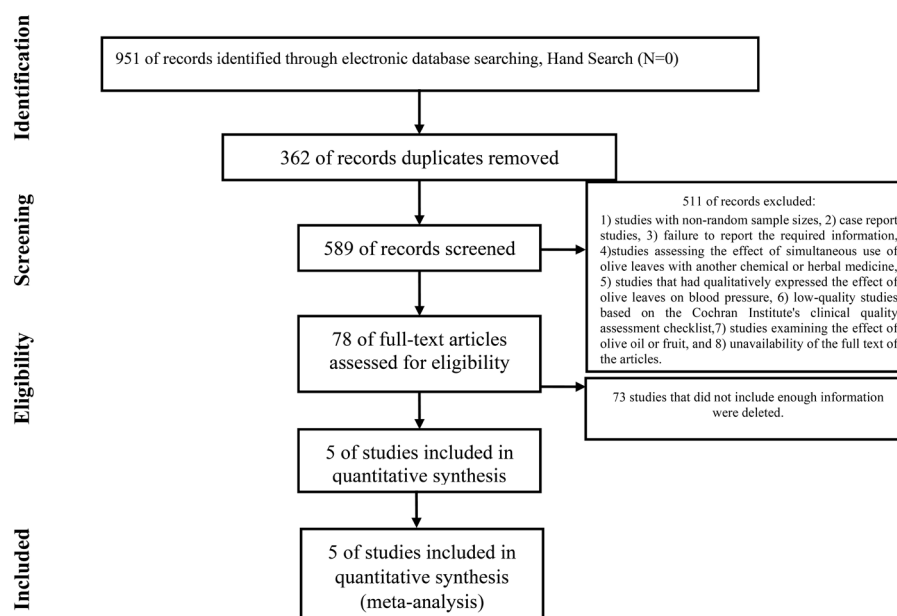 Identification
951 of records identified through electronic database searching, Hand Search (N=0)
362 of records duplicates removed
Screening
589 of records screened
511 of records excluded:
1) studies with non-random sample sizes, 2) case report
studies, 3) failure to report the required information,
4)studies assessing the effect of simultaneous use of
olive leaves with another chemical or herbal medicine,
5) studies that had qualitatively expressed the effect of
olive leaves on blood pressure, 6) low-quality studies
based on the Cochran Institute's clinical quality
assessment checklist,7) studies examining the effect of
olive oil or fruit, and 8) unavailability of the full text of
the articles.
Eligibility
78 of full-text articles
assessed for eligibility
73 studies that did not include enough information
were deleted.
5 of studies included in
quantitative synthesis
Included
5 of studies included in
quantitative synthesis
(meta-analysis)